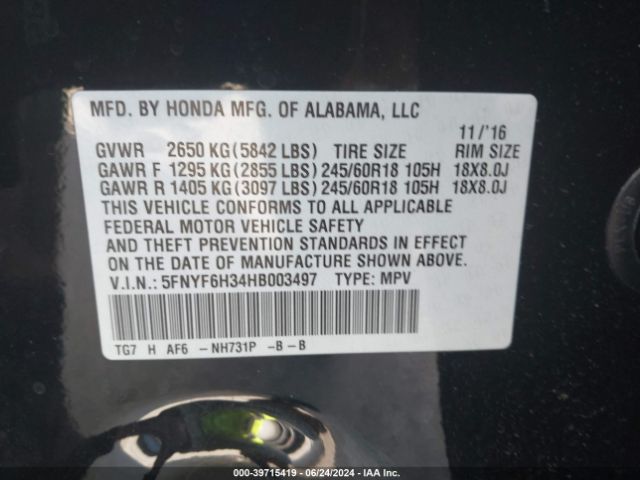 MFD. BY HONDA MFG. OF ALABAMA, LLC
11/'16
GVWR 2650 KG(5842 LBS) TIRE SIZE RIM SIZE
GAWR F 1295 KG(2855 LBS)245/60R18 105H 18X8.0J
GAWR R 1405 KG(3097 LBS)245/60R18 105H 18X8.0J
THIS VEHICLE CONFORMS TO ALL APPLICABLE
FEDERAL MOTOR VEHICLE SAFETY
AND THEFT PREVENTION STANDARDS IN EFFECT
ON THE DATE OF MANUFACTURE SHOWN ABOVE.
V.I.N.: 5FNYF6H34HB003497 TYPE: MPV
TG7 H AF6 -NH731P -B-B
000-39715419 - 06/24/2024 - IAA Inc.